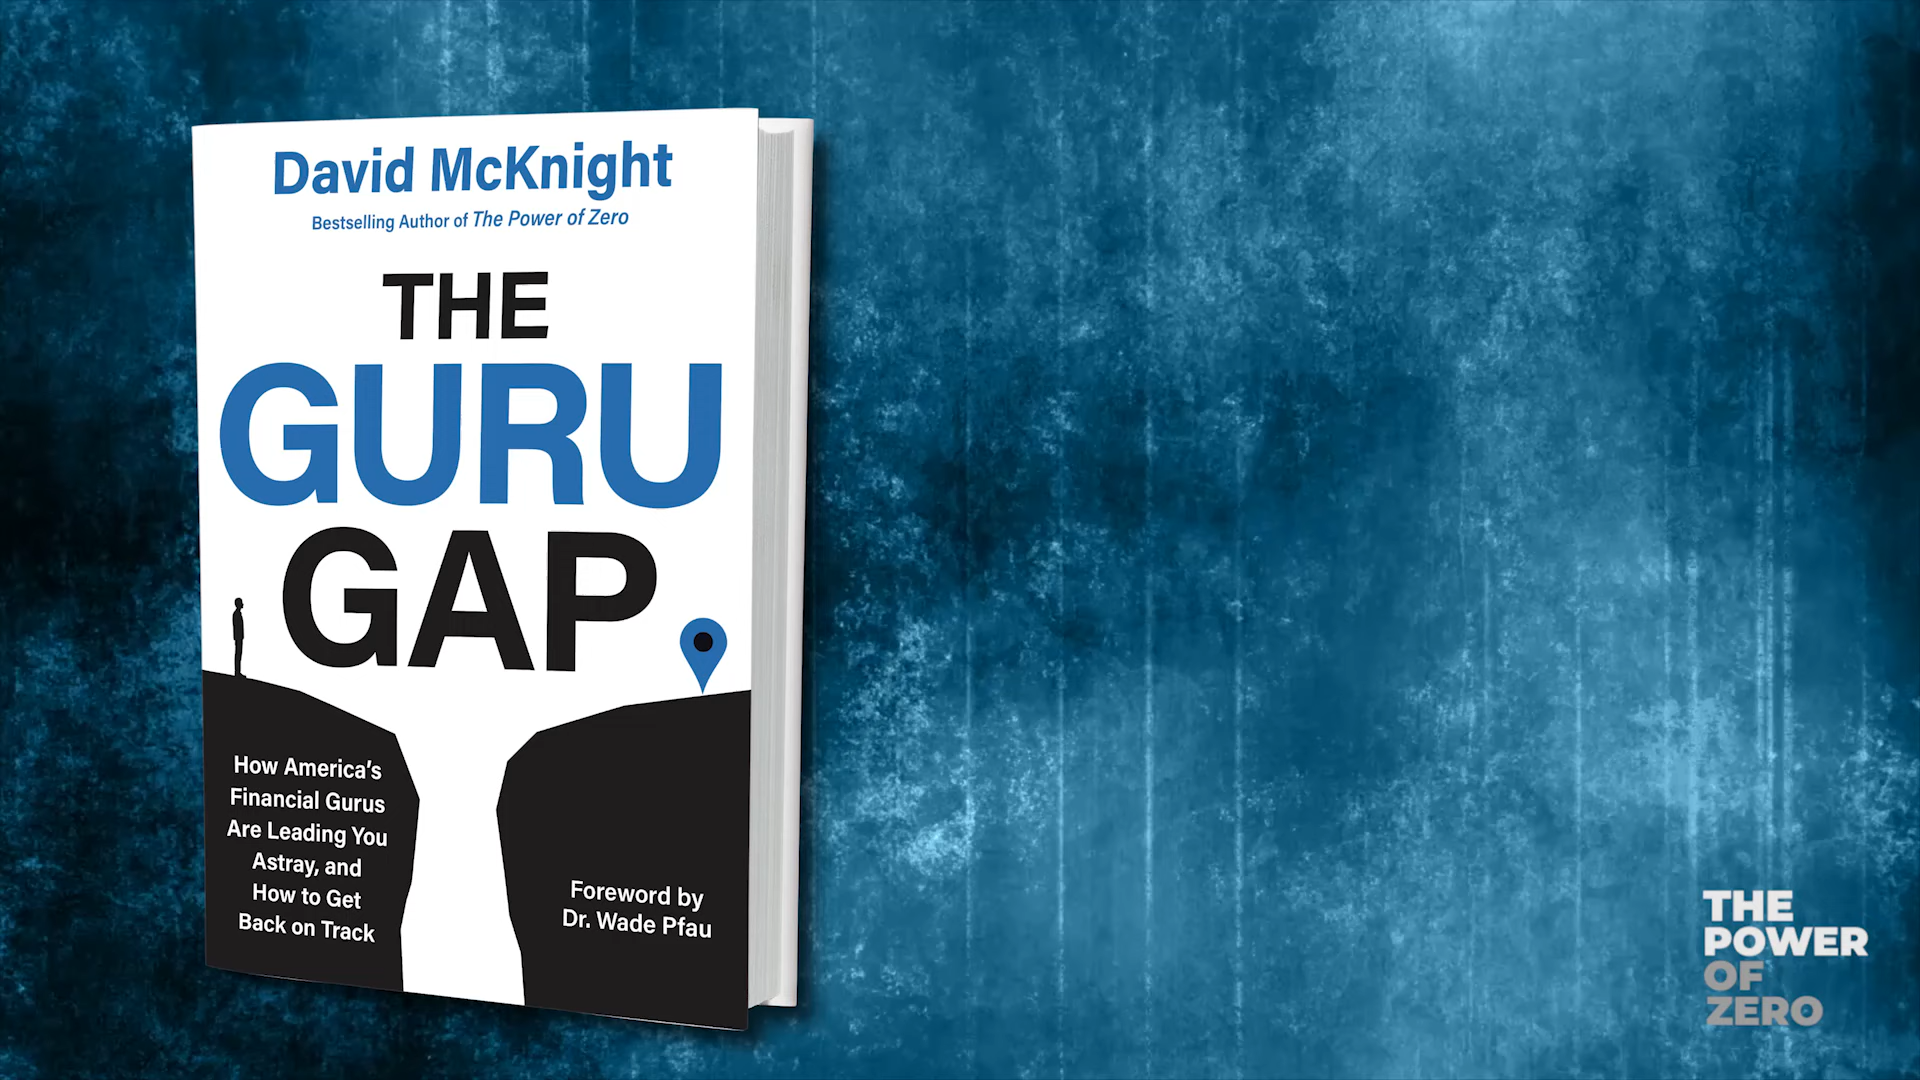 David McKnight
Bestselling Author of The Power of Zero
THE
GURU
GAP
How America's
Financial Gurus
Are Leading You
Astray, and
How to Get
Back on Track
Foreword by
Dr. Wade Pfau
THE
POWER
OF
ZERO